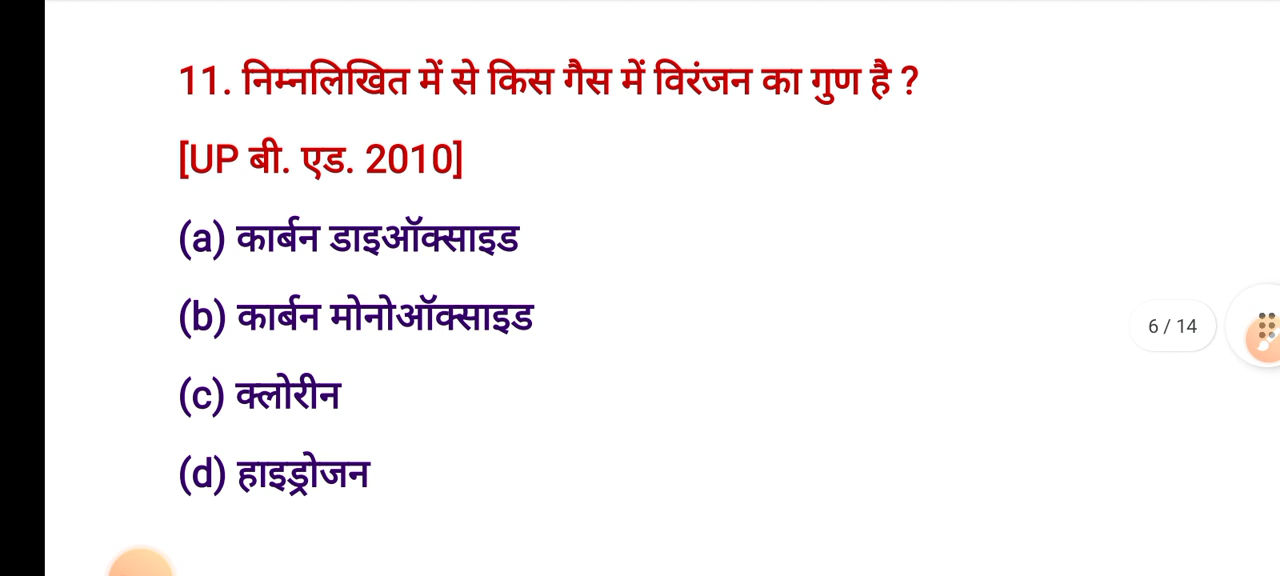 11. निम्नलिखित में से किस गैस में विरंजन का गुण है ?
[UP बी. एड. 2010]
(a) कार्बन डाइऑक्साइड
(b) कार्बन मोनोऑक्साइड
6 / 14
(c) क्लोरीन
(d) हाइड्रोजन